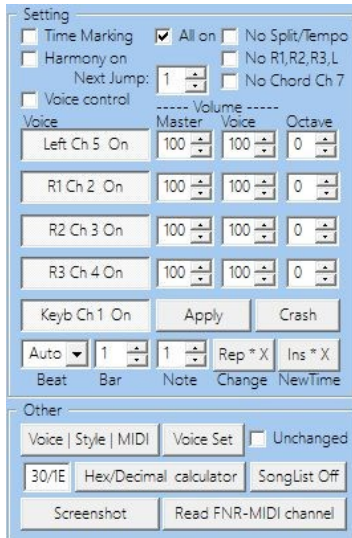 Setting
Time Marking All on No Split/Tempo
Harmony on No R1,R2,R3,L
Next Jump: 1 No Chord Ch 7
Voice control ----- Volume -----
Voice Master Voice Octave
Left Ch 5 On 100 100 0
R1 Ch 2 On 100 100 0
R2 Ch 3 On 100 100 0
R3 Ch 4 On 100 100 0
Keyb Ch 1 On Apply Crash
Auto 1 1 Rep * X Ins * X
Beat Bar Note Change NewTime
Other
Voice | Style | MIDI Voice Set Unchanged
30/1E Hex/Decimal calculator SongList Off
Screenshot Read FNR-MIDI channel